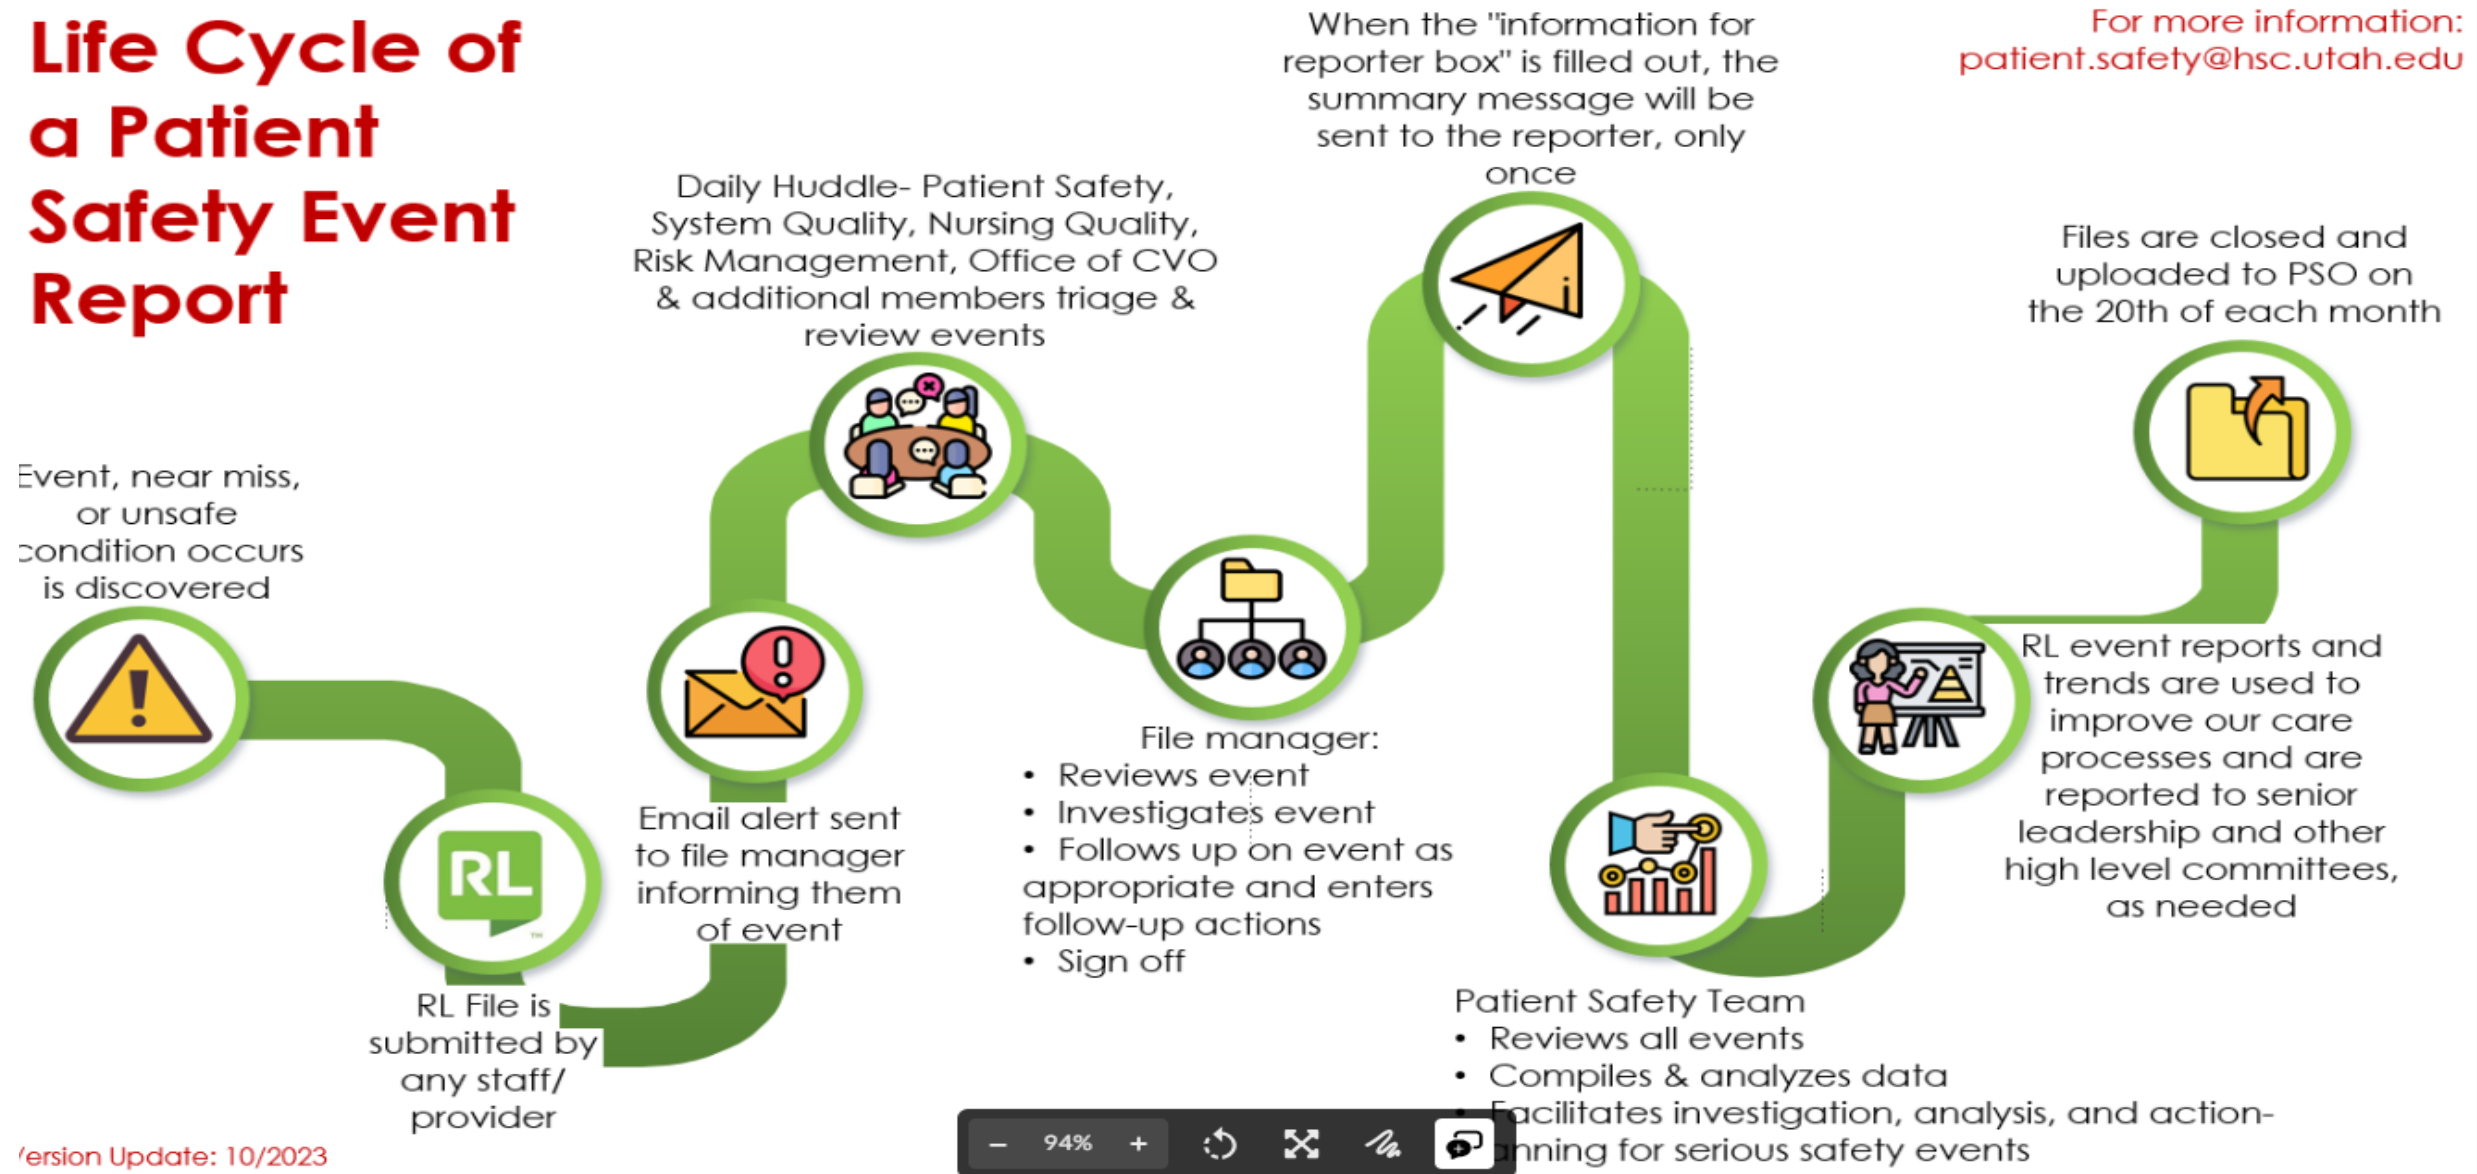 Life Cycle of
a Patient
Safety Event
Report
For more information:
patient.safety@hsc.utah.edu
Event, near miss,
or unsafe
condition occurs
is discovered
RL
™
RL File is
submitted by
any staff/
provider
Email alert sent
to file manager
informing them
of event
Daily Huddle- Patient Safety,
System Quality, Nursing Quality,
Risk Management, Office of CVO
& additional members triage &
review events
File manager:
• Reviews event
• Investigates event
• Follows up on event as
appropriate and enters
follow-up actions
• Sign off
When the "information for
reporter box" is filled out, the
summary message will be
sent to the reporter, only
once
Patient Safety Team
• Reviews all events
• Compiles & analyzes data
• Facilitates investigation, analysis, and action-
anning for serious safety events
RL event reports and
trends are used to
improve our care
processes and are
reported to senior
leadership and other
high level committees,
as needed
Files are closed and
uploaded to PSO on
the 20th of each month
Version Update: 10/2023
94%